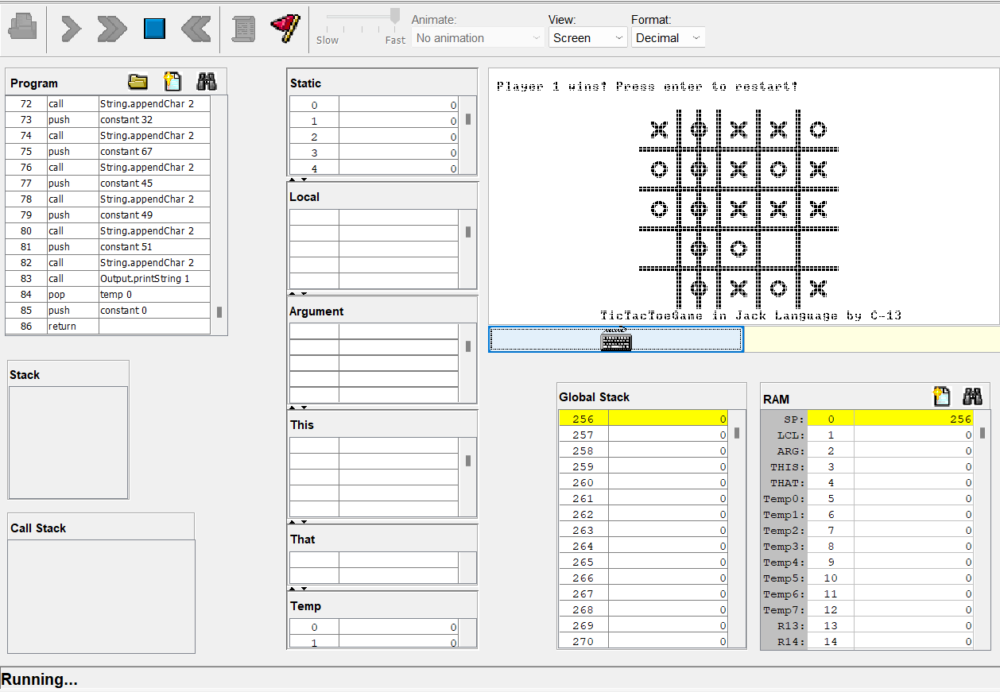 Slow
Fast
Animate:
No animation
View:
Screen
Format:
Decimal
Program
72 call String.appendChar 2
73 push constant 32
74 call String.appendChar 2
75 push constant 67
76 call String.appendChar 2
77 push constant 45
78 call String.appendChar 2
79 push constant 49
80 call String.appendChar 2
81 push constant 51
82 call String.appendChar 2
83 call Output.printString 1
84 pop temp 0
85 push constant 0
86 return
Stack
Call Stack
Static
0 0
1 0
2 0
3 0
4 0
Local
Argument
This
That
Temp
0 0
1 0
Player 1 wins! Press enter to restart!
X O X X O
O O X O X
O O X X X
O O
O X O X
TicTacToeGame in Jack Language by C-13
Global Stack
256 0
257 0
258 0
259 0
260 0
261 0
262 0
263 0
264 0
265 0
266 0
267 0
268 0
269 0
270 0
RAM
SP: 0 256
LCL: 1 0
ARG: 2 0
THIS: 3 0
THAT: 4 0
Temp0: 5 0
Temp1: 6 0
Temp2: 7 0
Temp3: 8 0
Temp4: 9 0
Temp5: 10 0
Temp6: 11 0
Temp7: 12 0
R13: 13 0
R14: 14 0
Running...